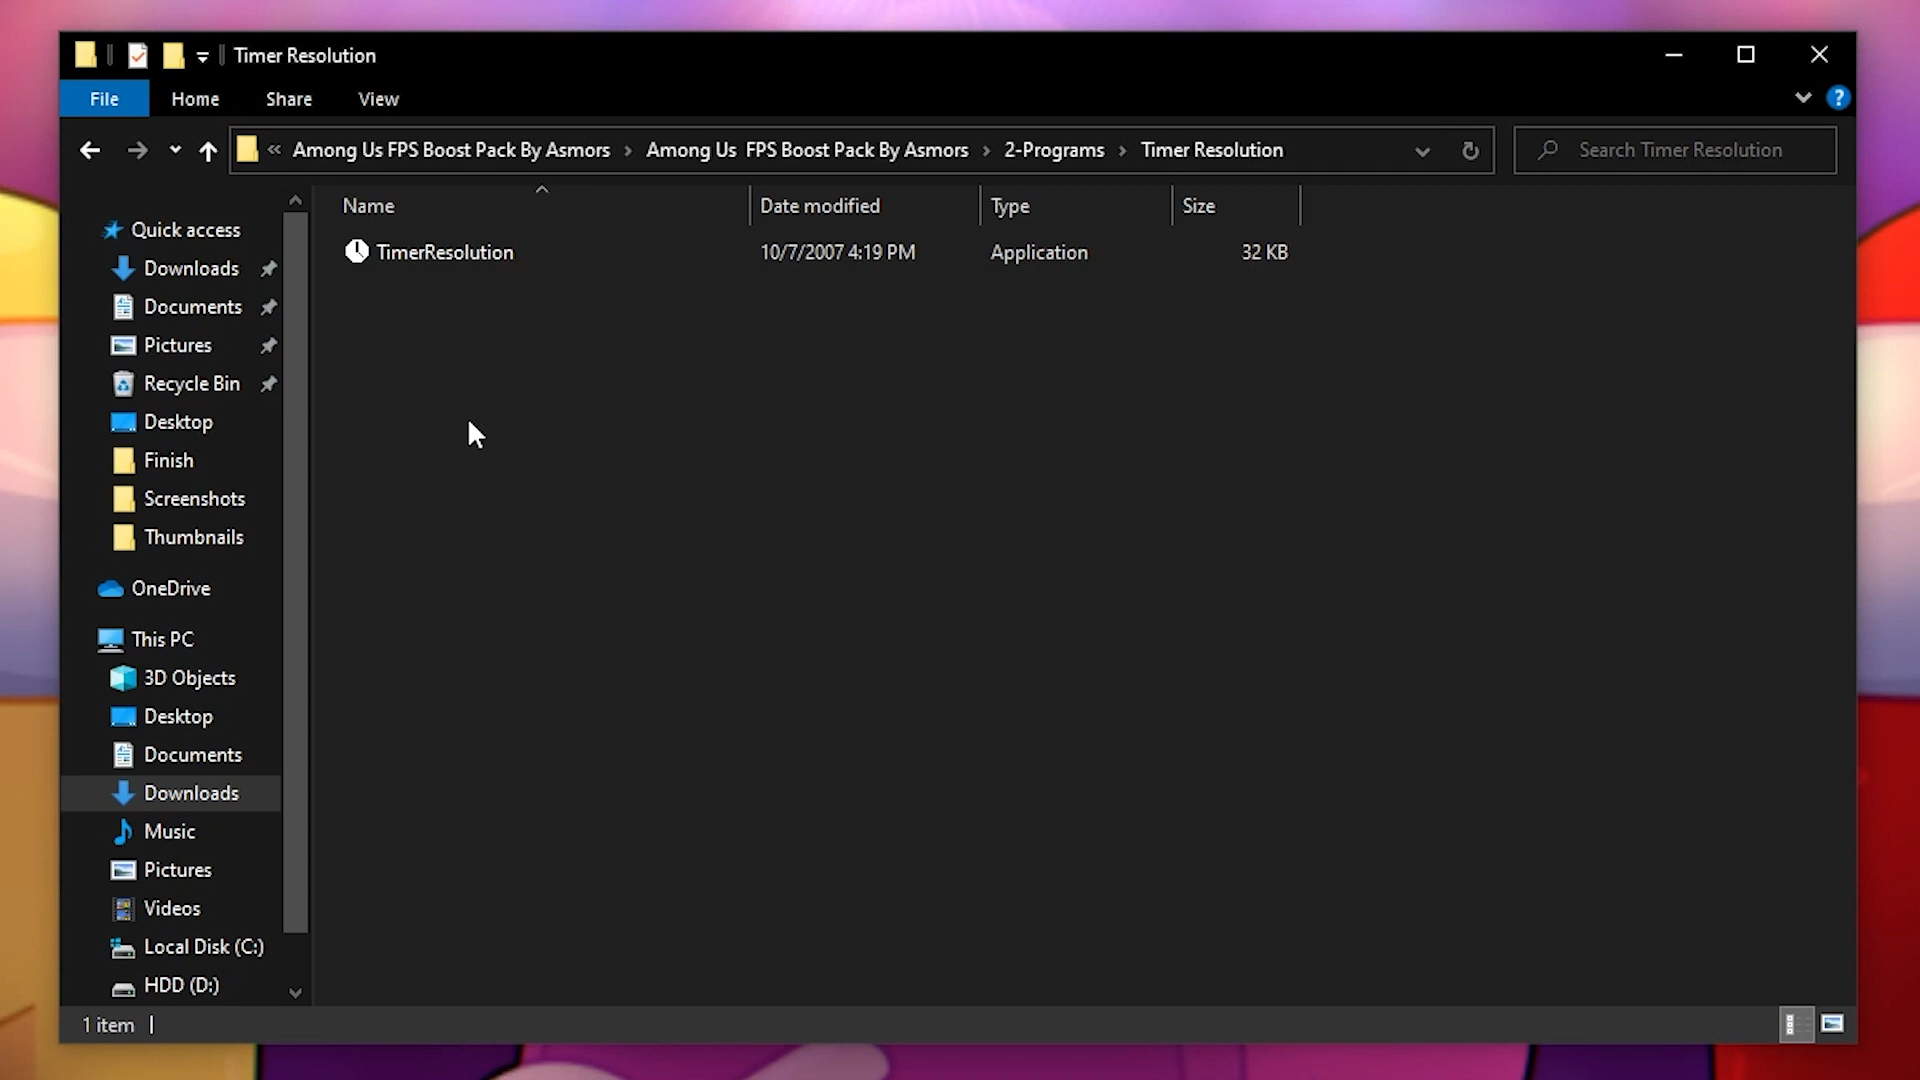 Timer Resolution
File Home Share View
« Among Us FPS Boost Pack By Asmors › Among Us  FPS Boost Pack By Asmors › 2-Programs › Timer Resolution
Search Timer Resolution
Name Date modified Type Size
TimerResolution 10/7/2007 4:19 PM Application 32 KB
Quick access
Downloads
Documents
Pictures
Recycle Bin
Desktop
Finish
Screenshots
Thumbnails
OneDrive
This PC
3D Objects
Desktop
Documents
Downloads
Music
Pictures
Videos
Local Disk (C:)
HDD (D:)
1 item